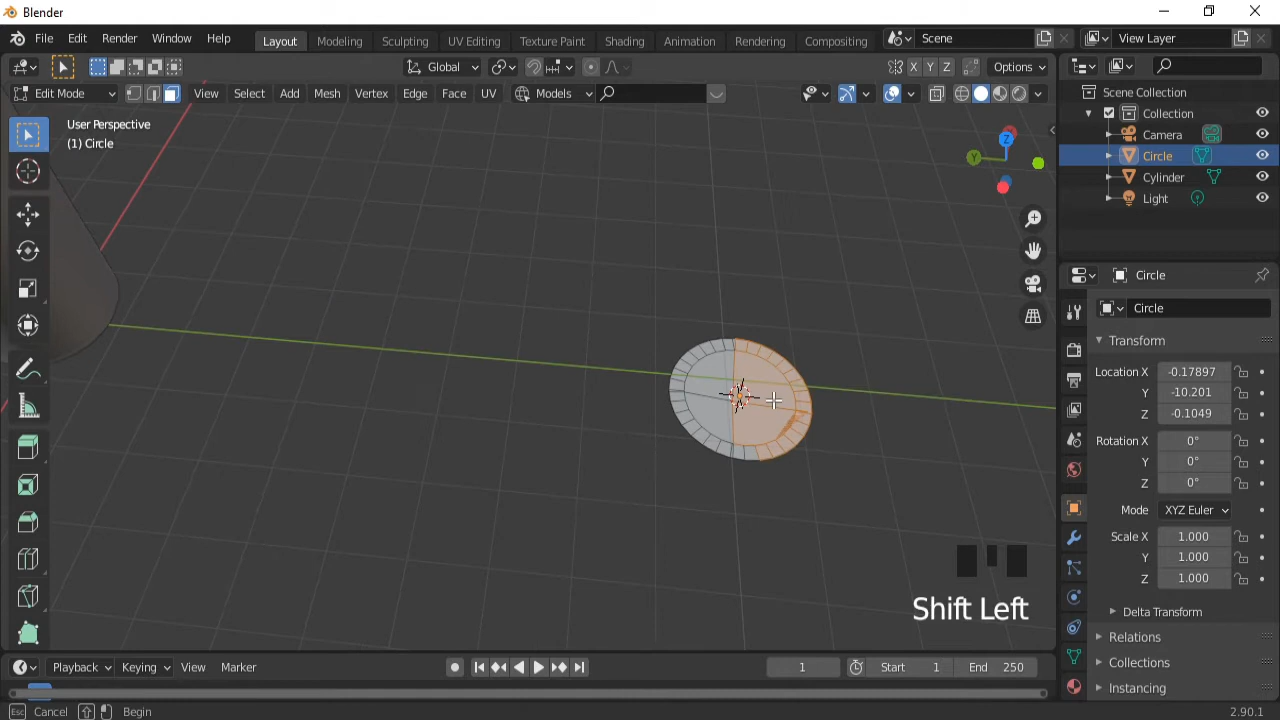 Blender
File Edit Render Window Help
Layout Modeling Sculpting UV Editing Texture Paint Shading Animation Rendering Compositing
Scene
View Layer
Global
X Y Z
Options
Edit Mode
View Select Add Mesh Vertex Edge Face UV
Models
User Perspective
(1) Circle
Z
Y
Scene Collection
Collection
Camera
Circle
Cylinder
Light
Circle
Circle
Transform
Location X -0.17897
Y -10.201
Z -0.1049
Rotation X 0°
Y 0°
Z 0°
Mode XYZ Euler
Scale X 1.000
Y 1.000
Z 1.000
Delta Transform
Relations
Collections
Instancing
Shift Left
Playback Keying View Marker
1
Start 1
End 250
Esc Cancel
Begin
2.90.1